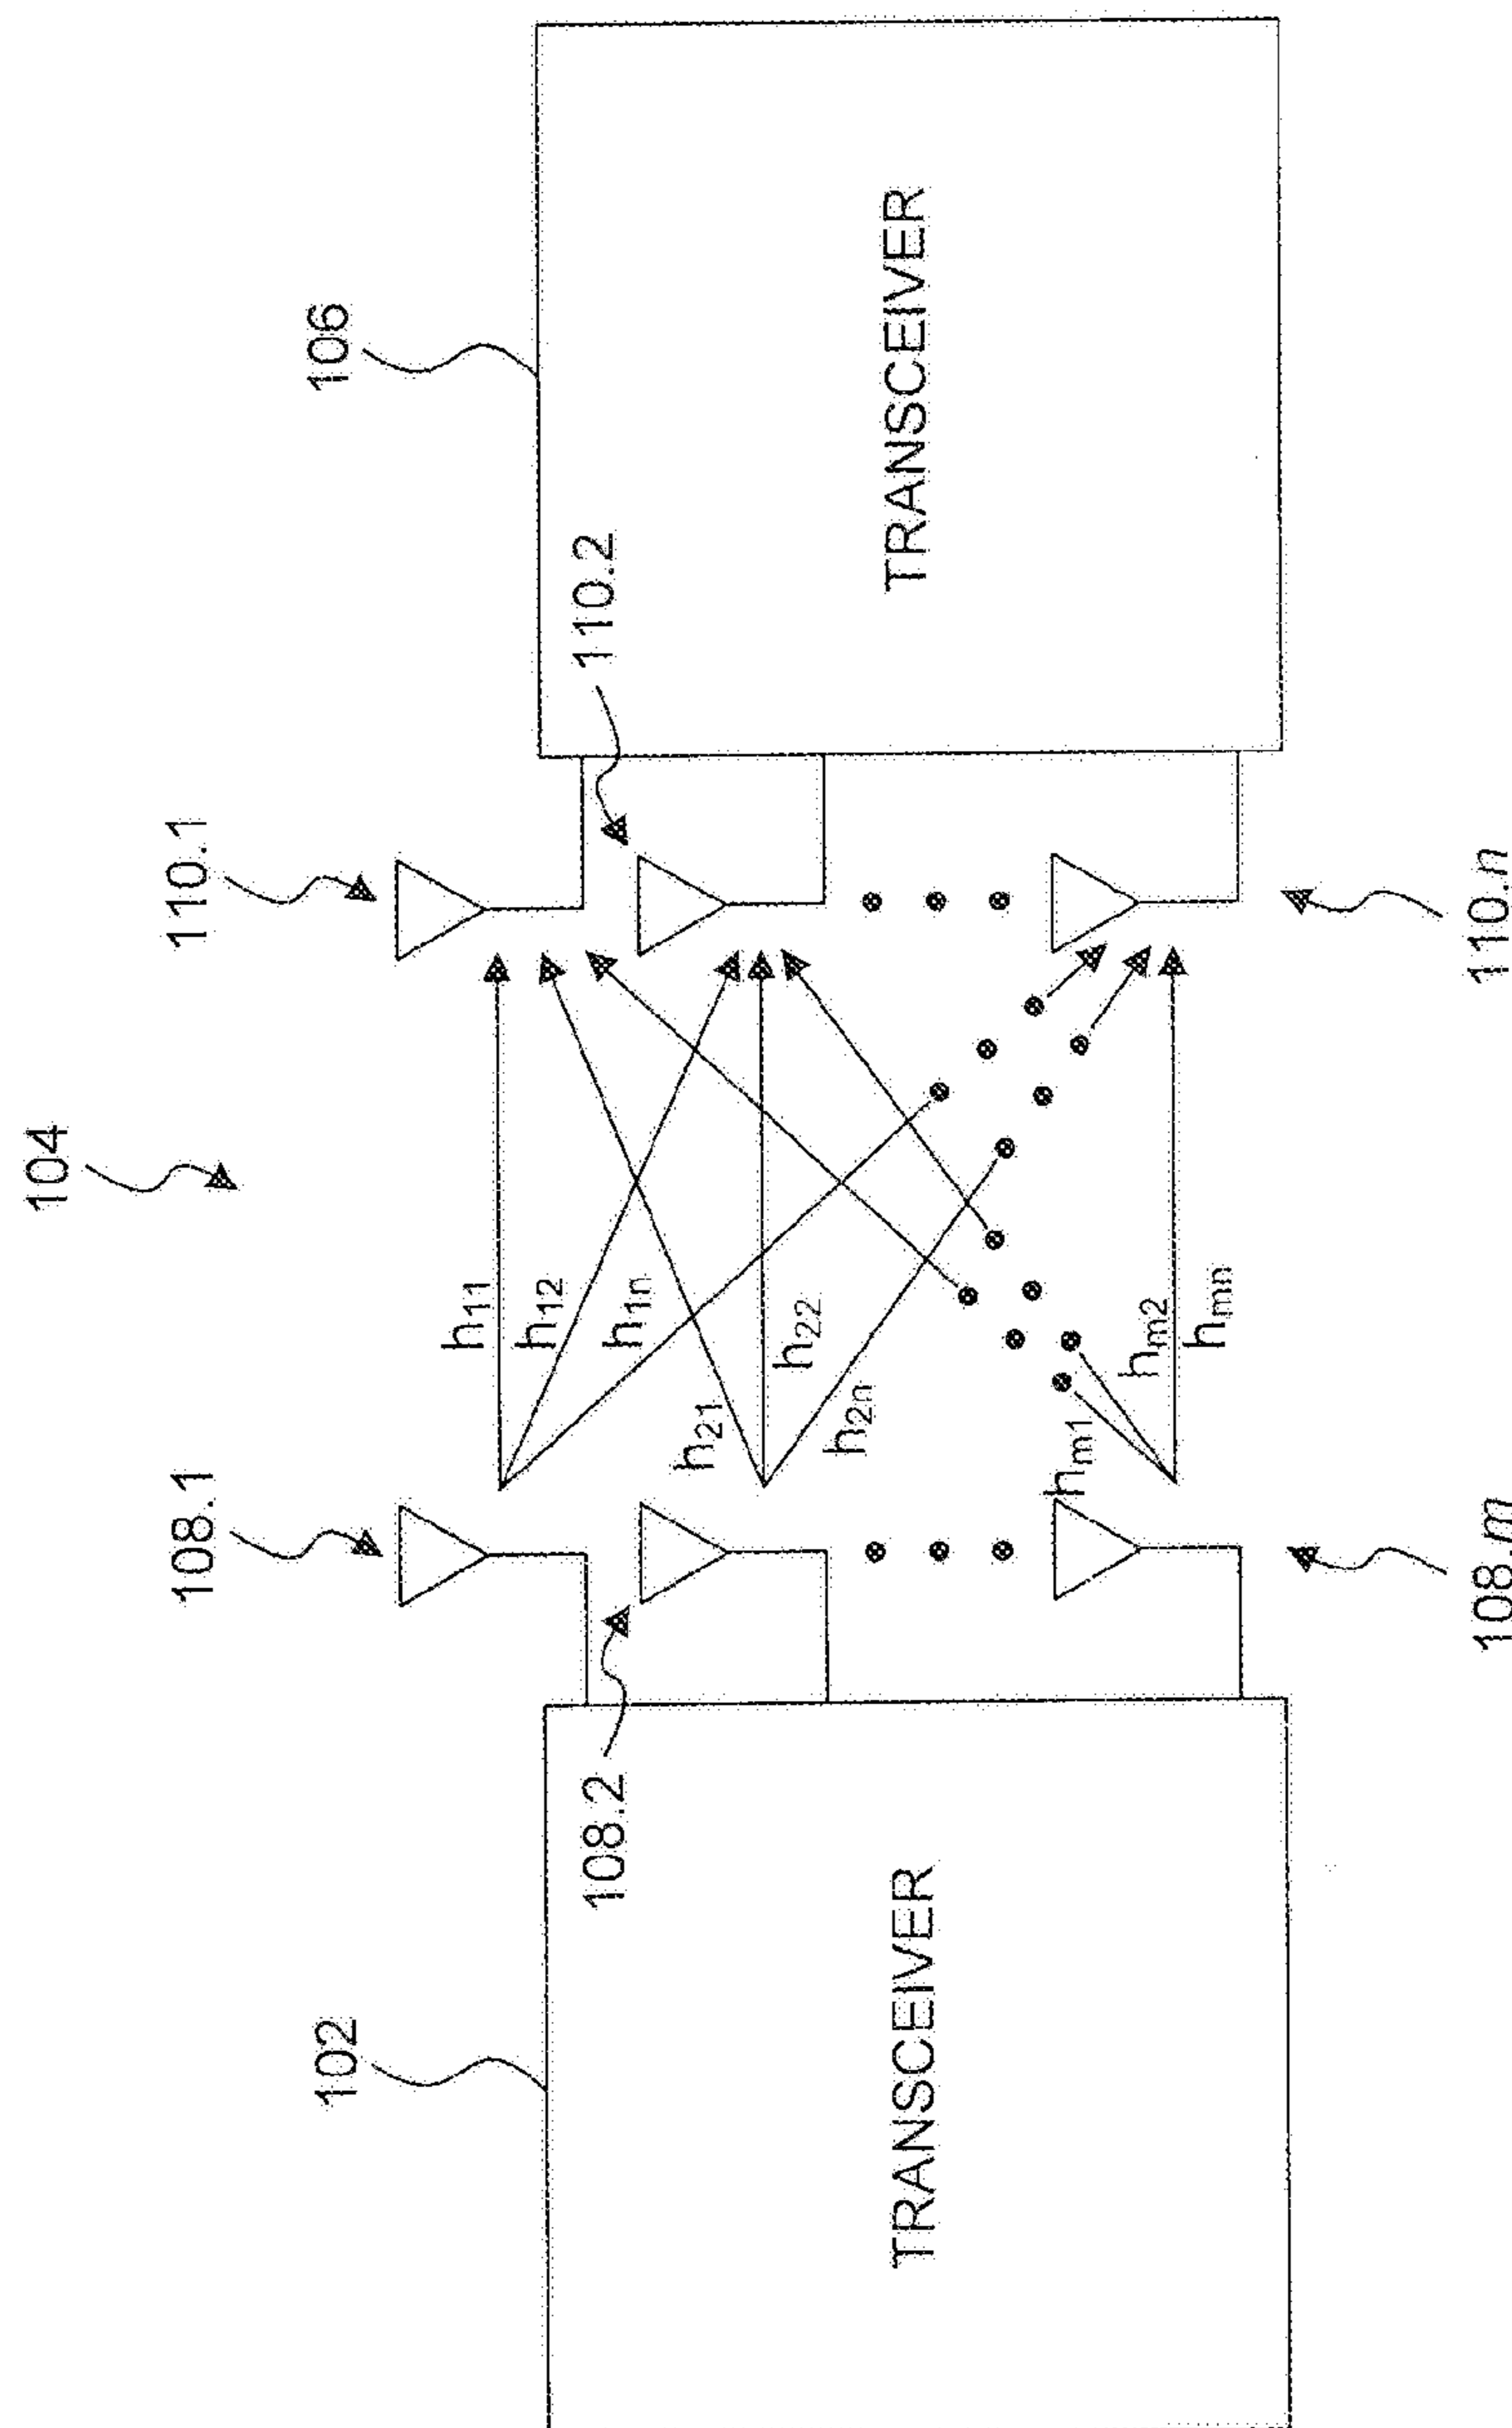 104
108.1
110.1
102
106
108.2
110.2
h11
h12
h1n
h21
h22
h2n
hm1
hm2
hmn
TRANSCEIVER
TRANSCEIVER
108.m
110.n